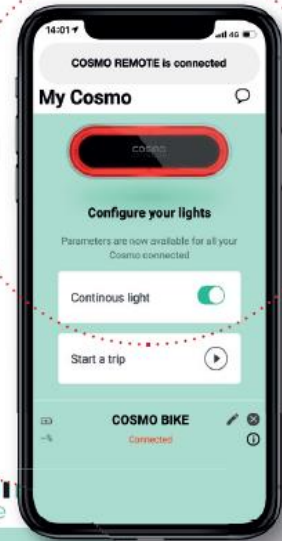 14:01
4G
COSMO REMOTE is connected
My Cosmo
COSMO
Configure your lights
Parameters are now available for all your
Cosmo connected
Continous light
Start a trip
COSMO BIKE
Connected